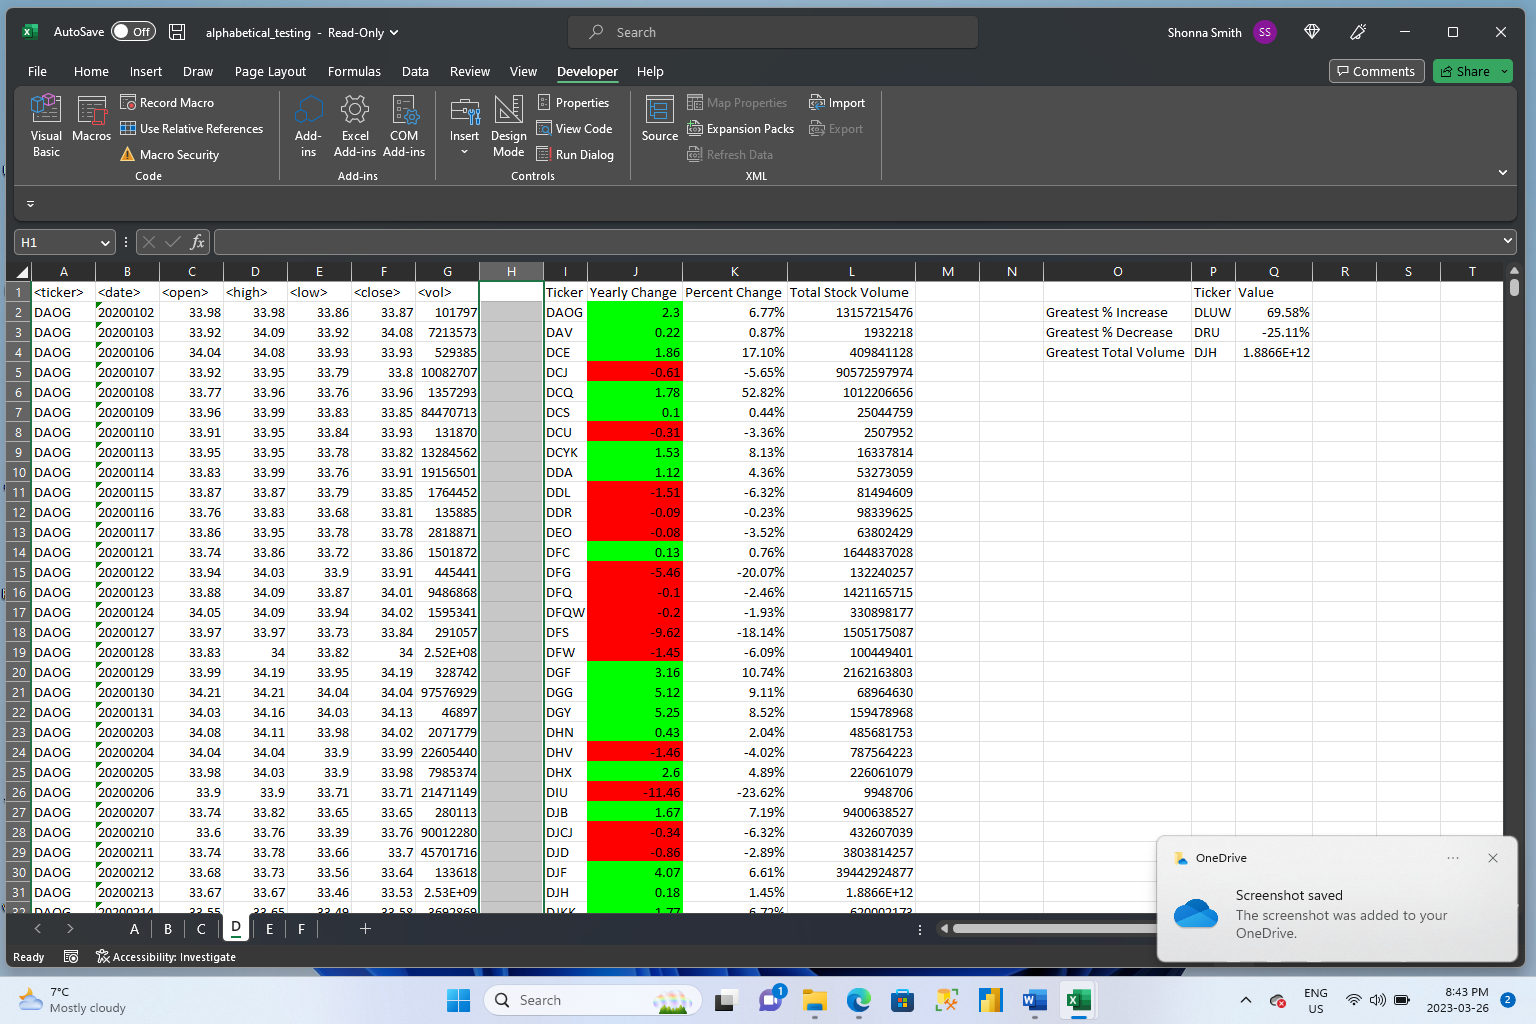 AutoSave Off alphabetical_testing - Read-Only Search Shonna Smith SS
File Home Insert Draw Page Layout Formulas Data Review View Developer Help Comments Share
Visual Basic Macros Record Macro Use Relative References Macro Security Code
Add-ins Excel Add-ins COM Add-ins Add-ins
Insert Design Mode Properties View Code Run Dialog Controls
Source Map Properties Expansion Packs Refresh Data Import Export XML
H1 fx
A B C D E F G H I J K L M N O P Q R S T
1 <ticker> <date> <open> <high> <low> <close> <vol> Ticker Yearly Change Percent Change Total Stock Volume Ticker Value
2 DAOG 20200102 33.98 33.98 33.86 33.87 101797 DAOG 2.3 6.77% 13157215476 Greatest % Increase DLUW 69.58%
3 DAOG 20200103 33.92 34.09 33.92 34.08 7213573 DAV 0.22 0.87% 1932218 Greatest % Decrease DRU -25.11%
4 DAOG 20200106 34.04 34.08 33.93 33.93 529385 DCE 1.86 17.10% 409841128 Greatest Total Volume DJH 1.8866E+12
5 DAOG 20200107 33.92 33.95 33.79 33.8 10082707 DCJ -0.61 -5.65% 90572597974
6 DAOG 20200108 33.77 33.96 33.76 33.96 1357293 DCQ 1.78 52.82% 1012206656
7 DAOG 20200109 33.96 33.99 33.83 33.85 84470713 DCS 0.1 0.44% 25044759
8 DAOG 20200110 33.91 33.95 33.84 33.93 131870 DCU -0.31 -3.36% 2507952
9 DAOG 20200113 33.95 33.95 33.78 33.82 13284562 DCYK 1.53 8.13% 16337814
10 DAOG 20200114 33.83 33.99 33.76 33.91 19156501 DDA 1.12 4.36% 53273059
11 DAOG 20200115 33.87 33.87 33.79 33.85 1764452 DDL -1.51 -6.32% 81494609
12 DAOG 20200116 33.76 33.83 33.68 33.81 135885 DDR -0.09 -0.23% 98339625
13 DAOG 20200117 33.86 33.95 33.78 33.78 2818871 DEO -0.08 -3.52% 63802429
14 DAOG 20200121 33.74 33.86 33.72 33.86 1501872 DFC 0.13 0.76% 1644837028
15 DAOG 20200122 33.94 34.03 33.9 33.91 445441 DFG -5.46 -20.07% 132240257
16 DAOG 20200123 33.88 34.09 33.87 34.01 9486868 DFQ -0.1 -2.46% 1421165715
17 DAOG 20200124 34.05 34.09 33.94 34.02 1595341 DFQW -0.2 -1.93% 330898177
18 DAOG 20200127 33.97 33.97 33.73 33.84 291057 DFS -9.62 -18.14% 1505175087
19 DAOG 20200128 33.83 34 33.82 34 2.52E+08 DFW -1.45 -6.09% 100449401
20 DAOG 20200129 33.99 34.19 33.95 34.19 328742 DGF 3.16 10.74% 2162163803
21 DAOG 20200130 34.21 34.21 34.04 34.04 97576929 DGG 5.12 9.11% 68964630
22 DAOG 20200131 34.03 34.16 34.03 34.13 46897 DGY 5.25 8.52% 159478968
23 DAOG 20200203 34.08 34.11 33.98 34.02 2071779 DHN 0.43 2.04% 485681753
24 DAOG 20200204 34.04 34.04 33.9 33.99 22605440 DHV -1.46 -4.02% 787564223
25 DAOG 20200205 33.98 34.03 33.9 33.98 7985374 DHX 2.6 4.89% 226061079
26 DAOG 20200206 33.9 33.9 33.71 33.71 21471149 DIU -11.46 -23.62% 9948706
27 DAOG 20200207 33.74 33.82 33.65 33.65 280113 DJB 1.67 7.19% 9400638527
28 DAOG 20200210 33.6 33.76 33.39 33.76 90012280 DJCJ -0.34 -6.32% 432607039
29 DAOG 20200211 33.74 33.78 33.66 33.7 45701716 DJD -0.86 -2.89% 3803814257
30 DAOG 20200212 33.68 33.73 33.56 33.64 133618 DJF 4.07 6.61% 39442924877
31 DAOG 20200213 33.67 33.67 33.46 33.53 2.53E+09 DJH 0.18 1.45% 1.8866E+12
32 DAOG 20200214 33.55 33.65 33.49 33.58 3692869 DJKK 1.77 6.72% 620002173
OneDrive
Screenshot saved
The screenshot was added to your
OneDrive.
A B C D E F
Ready Accessibility: Investigate
7°C
Mostly cloudy
Search
1
ENG
US
8:43 PM
2023-03-26
2